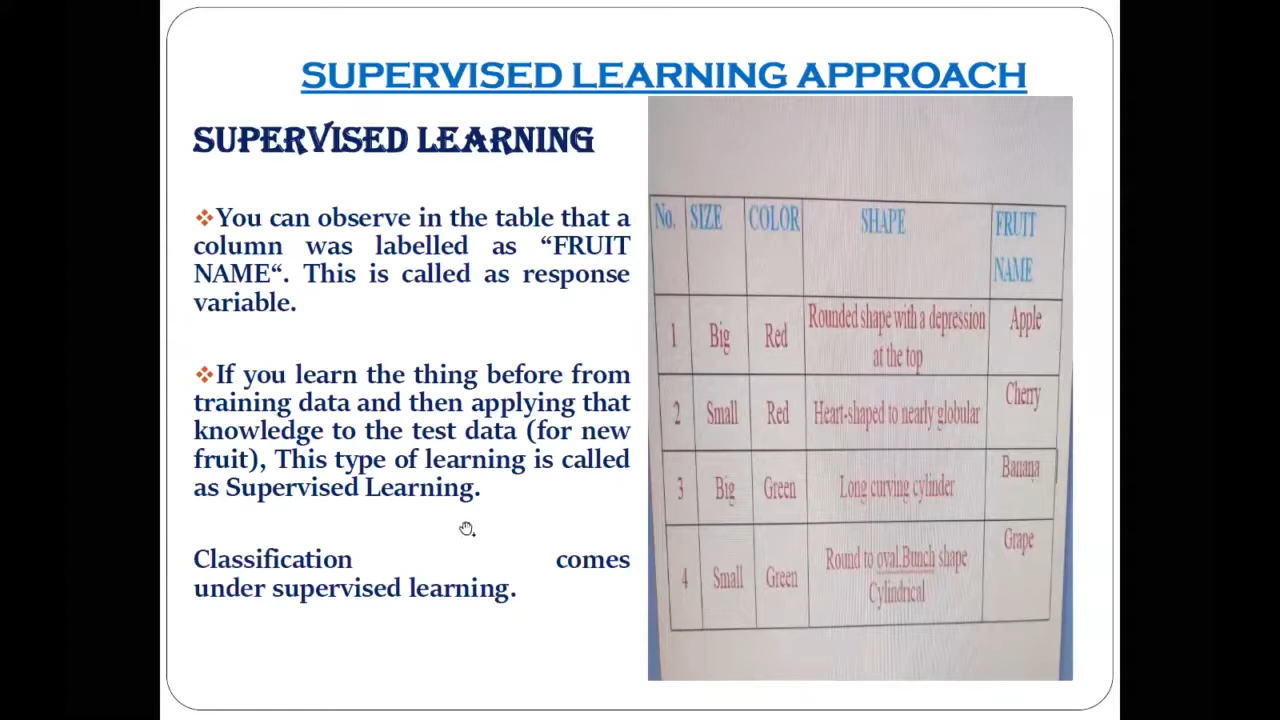 SUPERVISED LEARNING APPROACH
SUPERVISED LEARNING
You can observe in the table that a
column was labelled as “FRUIT
NAME“. This is called as response
variable.
If you learn the thing before from
training data and then applying that
knowledge to the test data (for new
fruit), This type of learning is called
as Supervised Learning.
Classification comes
under supervised learning.
No. SIZE COLOR SHAPE FRUIT
NAME
1 Big Red Rounded shape with a depression Apple
at the top
2 Small Red Heart-shaped to nearly globular Cherry
3 Big Green Long curving cylinder Banana
4 Small Green Round to oval.Bunch shape Grape
Cylindrical